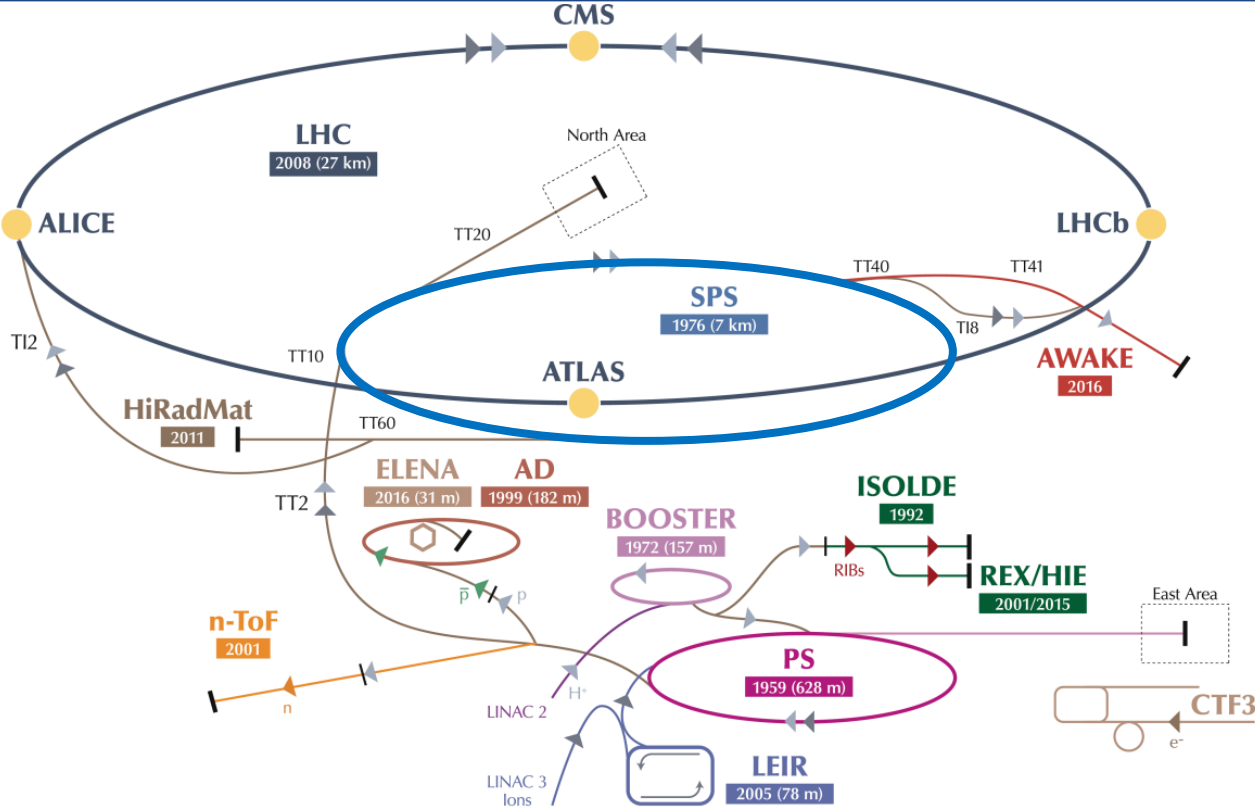 CMS
LHC
2008 (27 km)
North Area
ALICE
LHCb
TT20
TT40
TT41
SPS
1976 (7 km)
TI8
TI2
TT10
ATLAS
AWAKE
2016
HiRadMat
2011
TT60
ELENA
2016 (31 m)
AD
1999 (182 m)
TT2
ISOLDE
1992
BOOSTER
1972 (157 m)
RIBs
REX/HIE
2001/2015
p̅
p
East Area
n-ToF
2001
PS
1959 (628 m)
H⁺
n
LINAC 2
CTF3
e⁻
LEIR
2005 (78 m)
LINAC 3
Ions